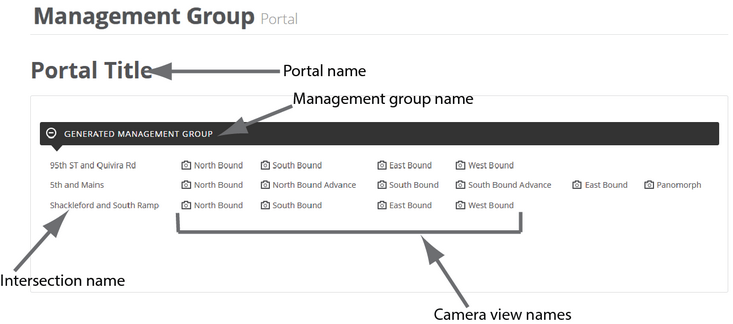 Management Group Portal
Portal Title
Portal name
Management group name
GENERATED MANAGEMENT GROUP
95th ST and Quivira Rd North Bound South Bound East Bound West Bound
5th and Mains North Bound North Bound Advance South Bound South Bound Advance East Bound Panomorph
Shackleford and South Ramp North Bound South Bound East Bound West Bound
Intersection name
Camera view names